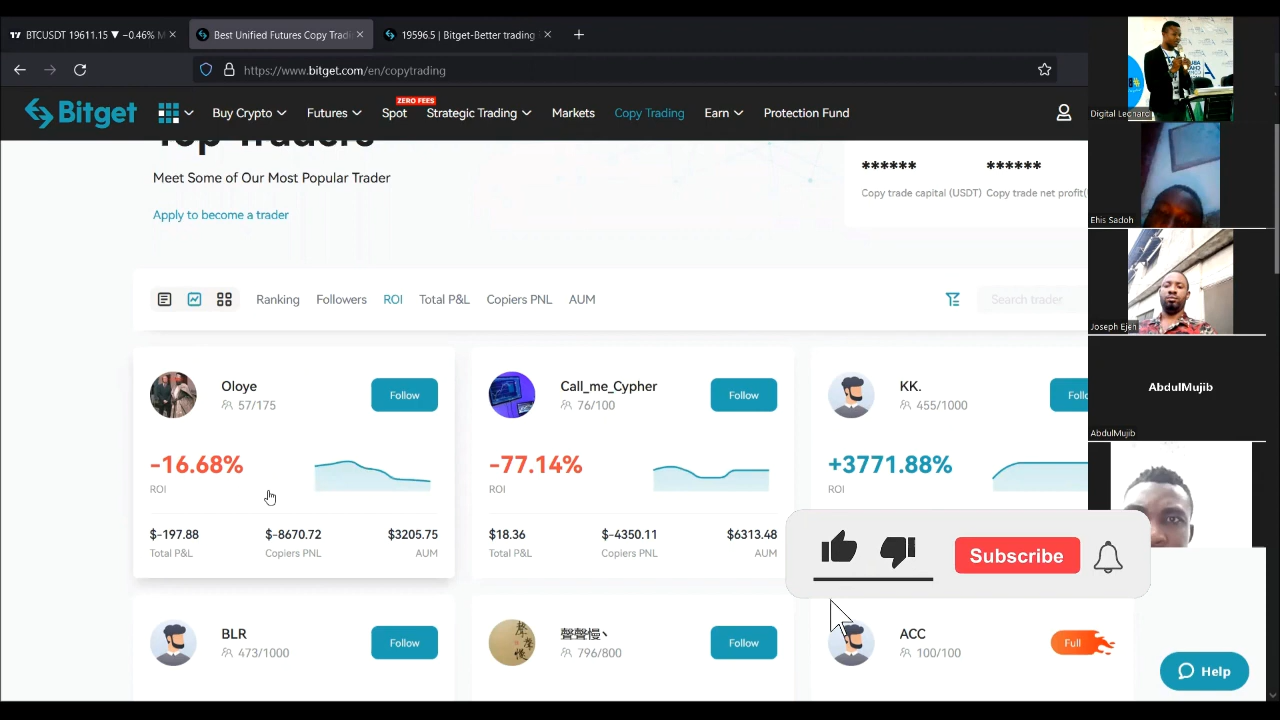 BTCUSDT 19611.15 ▼ −0.46%
Best Unified Futures Copy Tradi
19596.5 | Bitget-Better trading
https://www.bitget.com/en/copytrading
Bitget
Buy Crypto
Futures
ZERO FEES
Spot
Strategic Trading
Markets
Copy Trading
Earn
Protection Fund
Top Traders
Meet Some of Our Most Popular Trader
Apply to become a trader
******
******
Copy trade capital (USDT)
Copy trade net profit(
Ranking
Followers
ROI
Total P&L
Copiers PNL
AUM
Search trader
Oloye
57/175
Follow
-16.68%
ROI
$-197.88
$-8670.72
$3205.75
Total P&L
Copiers PNL
AUM
Call_me_Cypher
76/100
Follow
-77.14%
ROI
$18.36
$-4350.11
$6313.48
Total P&L
Copiers PNL
AUM
KK.
455/1000
Follo
+3771.88%
ROI
Subscribe
BLR
473/1000
Follow
聲聲慢丶
796/800
Follow
ACC
100/100
Full
Help
Digital Leonard
Ehis Sadoh
Joseph Ejeh
AbdulMujib
AbdulMujib